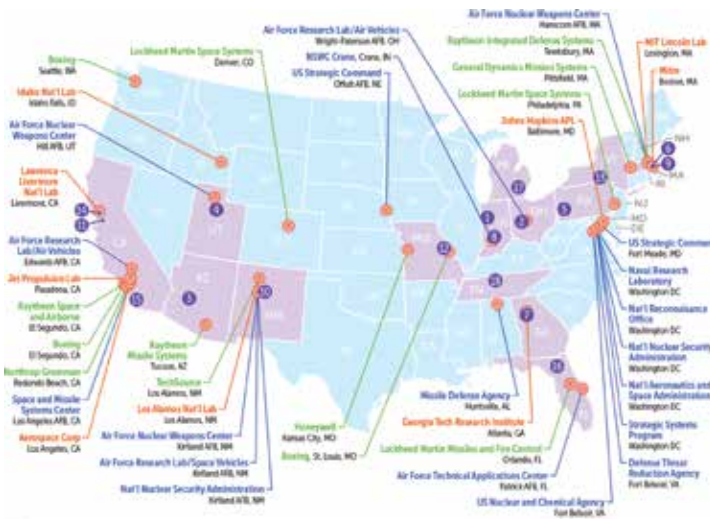 Air Force Nuclear Weapons Center
Hanscom AFB, MA
Raytheon Integrated Defense Systems
Tewksbury, MA
General Dynamics Mission Systems
Pittsfield, MA
Lockheed Martin Space Systems
Philadelphia, PA
Johns Hopkins APL
Baltimore, MD
MIT Lincoln Lab
Lexington, MA
Mitre
Boston, MA
Air Force Research Lab/Air Vehicles
Wright-Paterson AFB, OH
NSWC Crane, Crane, IN
US Strategic Command
Offutt AFB, NE
Lockheed Martin Space Systems
Denver, CO
Boeing
Seattle, WA
Idaho Nat'l Lab
Idaho Falls, ID
Air Force Nuclear
Weapons Center
Hill AFB, UT
Lawrence
Livermore
Nat'l Lab
Livermore, CA
Air Force Research
Lab/Air Vehicles
Edwards AFB, CA
Jet Propulsion Lab
Pasadena, CA
Raytheon Space
and Airborne
El Segundo, CA
Boeing
El Segundo, CA
Northrop Grumman
Redondo Beach, CA
Space and Missile
Systems Center
Los Angeles AFB, CA
Aerospace Corp
Los Angeles, CA
Raytheon
Missile Systems
Tucson, AZ
TechSource
Los Alamos, NM
Los Alamos Nat'l Lab
Los Alamos, NM
Air Force Nuclear Weapons Center
Kirtland AFB, NM
Air Force Research Lab/Space Vehicles
Kirtland AFB, NM
Nat'l Nuclear Security Administration
Kirtland AFB, NM
Honeywell
Kansas City, MO
Boeing, St. Louis, MO
Missile Defense Agency
Huntsville, AL
Georgia Tech Research Institute
Atlanta, GA
Lockheed Martin Missiles and Fire Control
Orlando, FL
Air Force Technical Applications Center
Patrick AFB, FL
US Nuclear and Chemical Agency
Fort Belvoir, VA
US Strategic Comm
Fort Meade, MD
Naval Research
Laboratory
Washington DC
Nat'l Reconnaisance
Office
Washington DC
Nat'l Nuclear Security
Administration
Washington DC
Nat'l Aeronautics and
Space Administration
Washington DC
Strategic Systems
Program
Washington DC
Defense Threat
Reduction Agency
Fort Belvoir, VA
NH
MA
RI
NJ
MD
DE
CA
UT
AZ